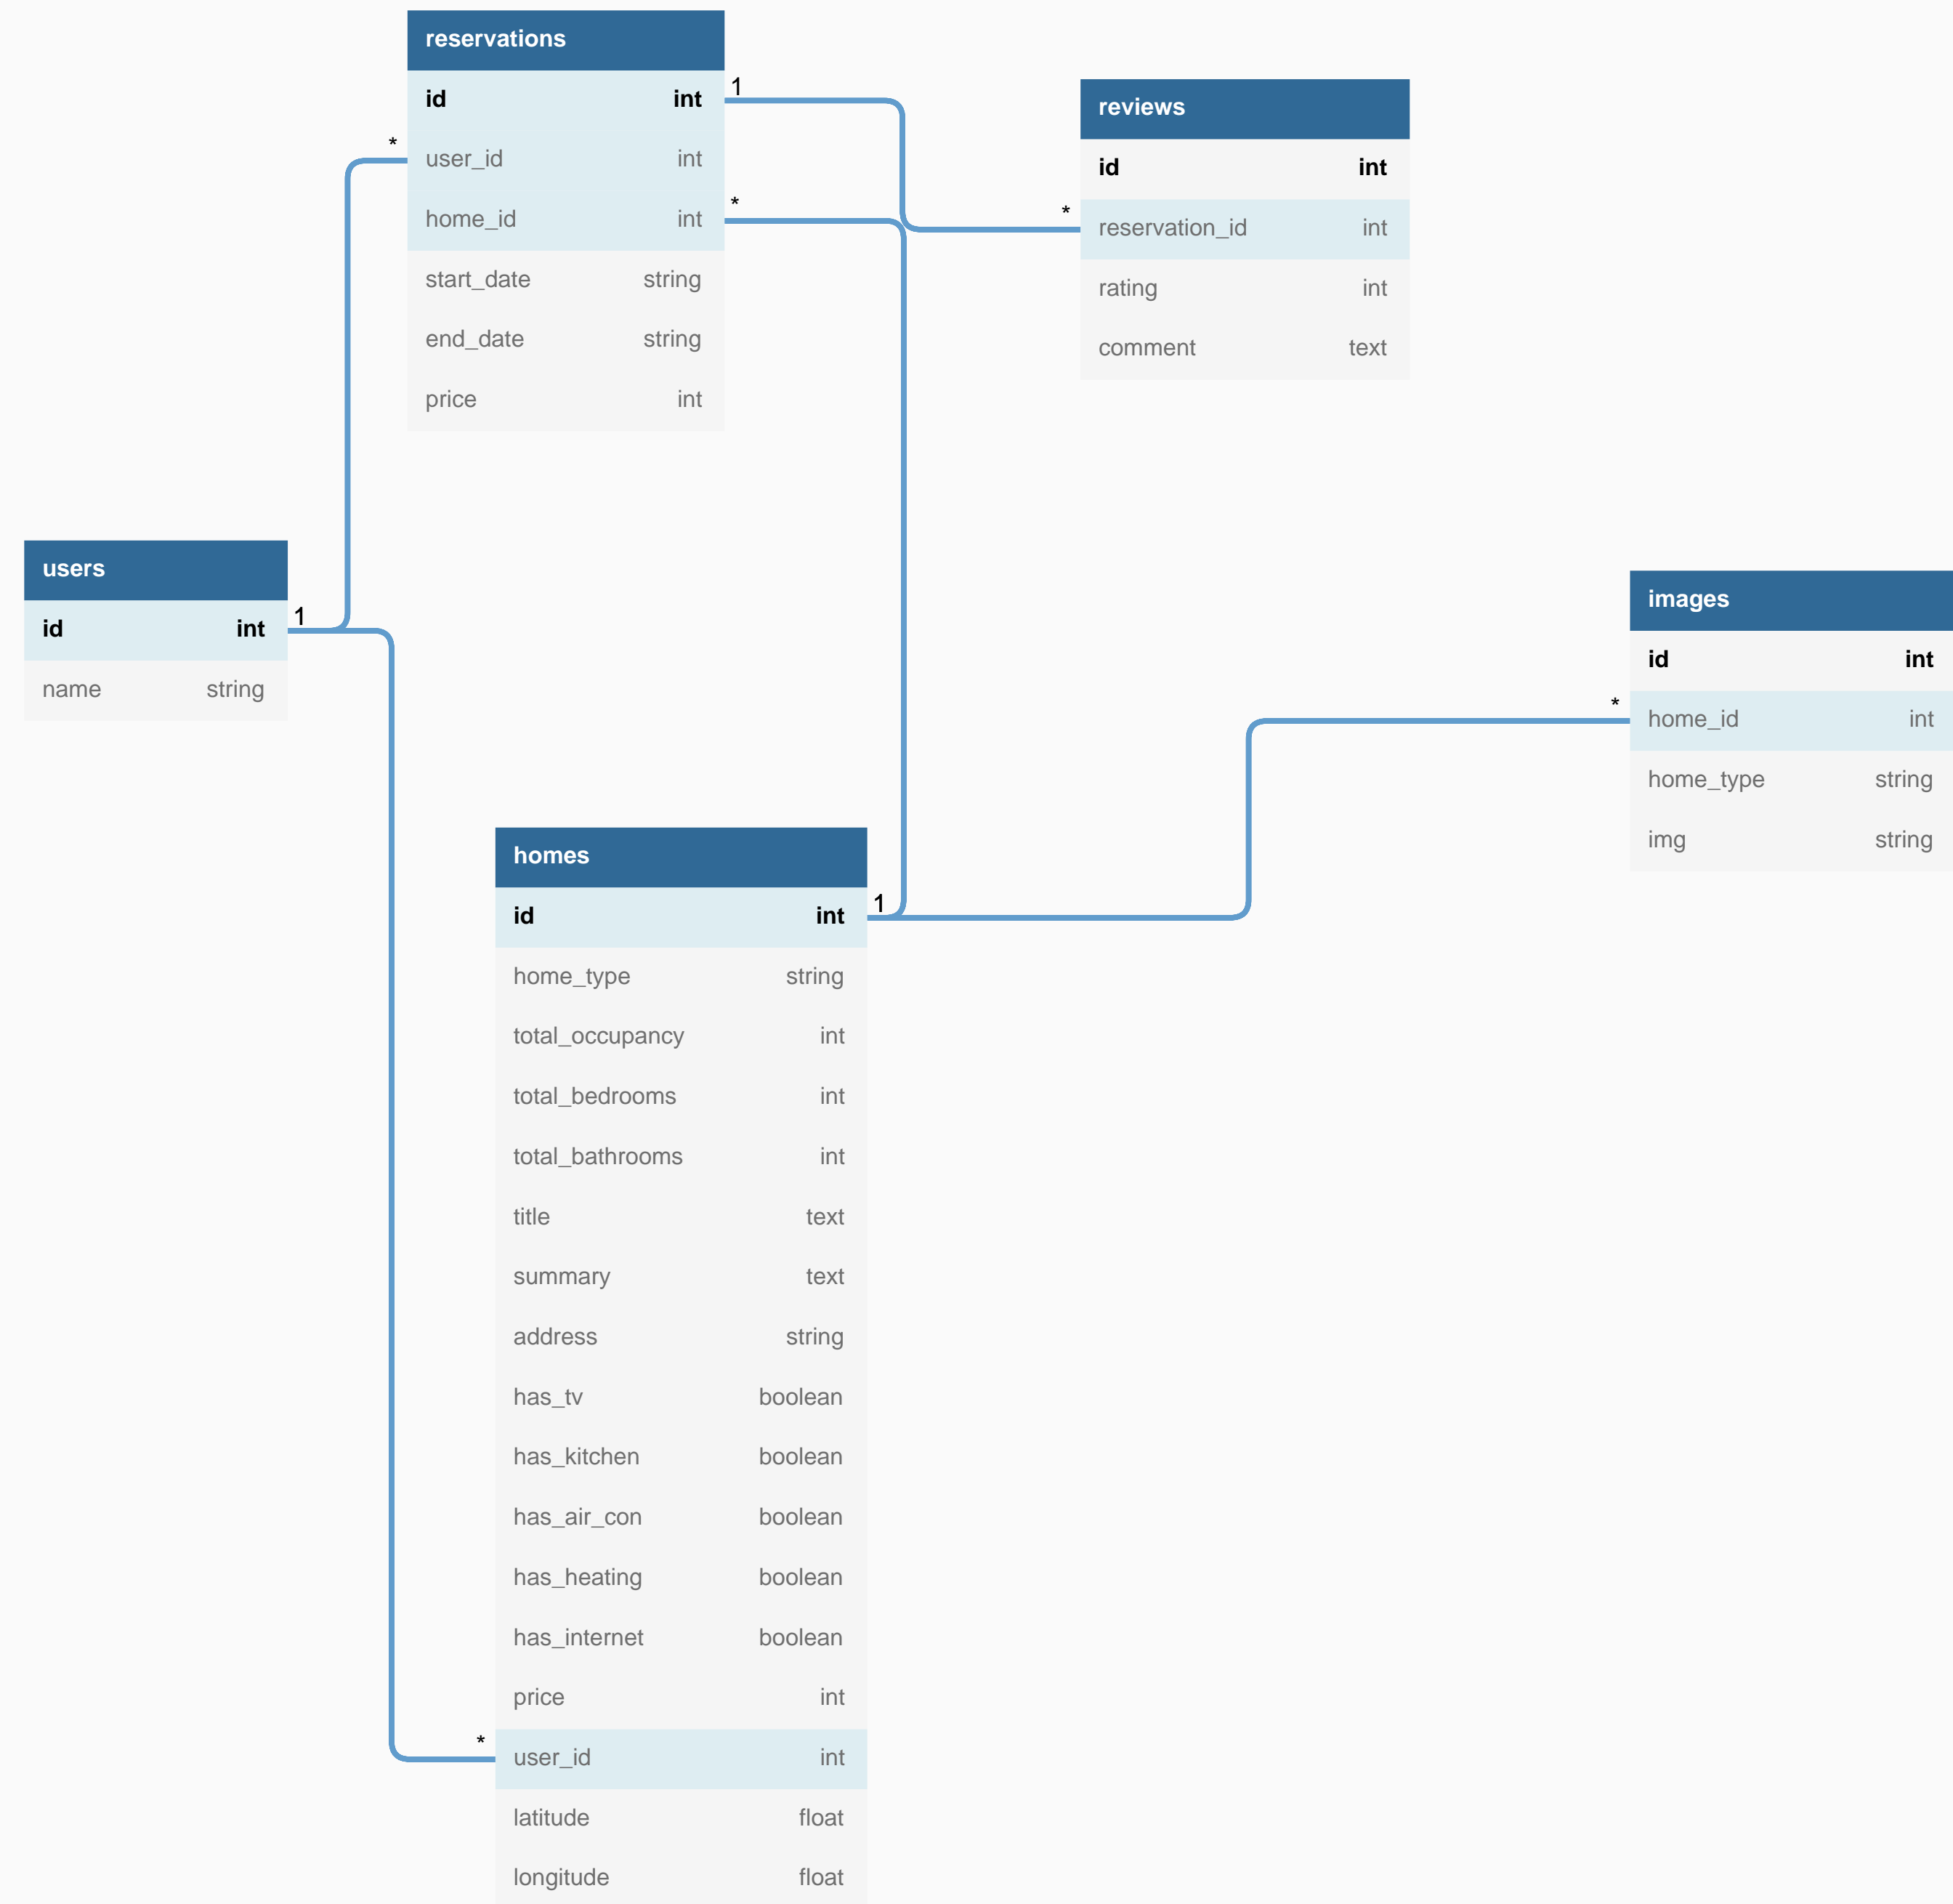 reservations
id int
user_id int
home_id int
start_date string
end_date string
price int
1
*
*
reviews
id int
reservation_id int
rating int
comment text
*
users
id int
name string
1
images
id int
home_id int
home_type string
img string
*
homes
id int
home_type string
total_occupancy int
total_bedrooms int
total_bathrooms int
title text
summary text
address string
has_tv boolean
has_kitchen boolean
has_air_con boolean
has_heating boolean
has_internet boolean
price int
user_id int
latitude float
longitude float
1
*